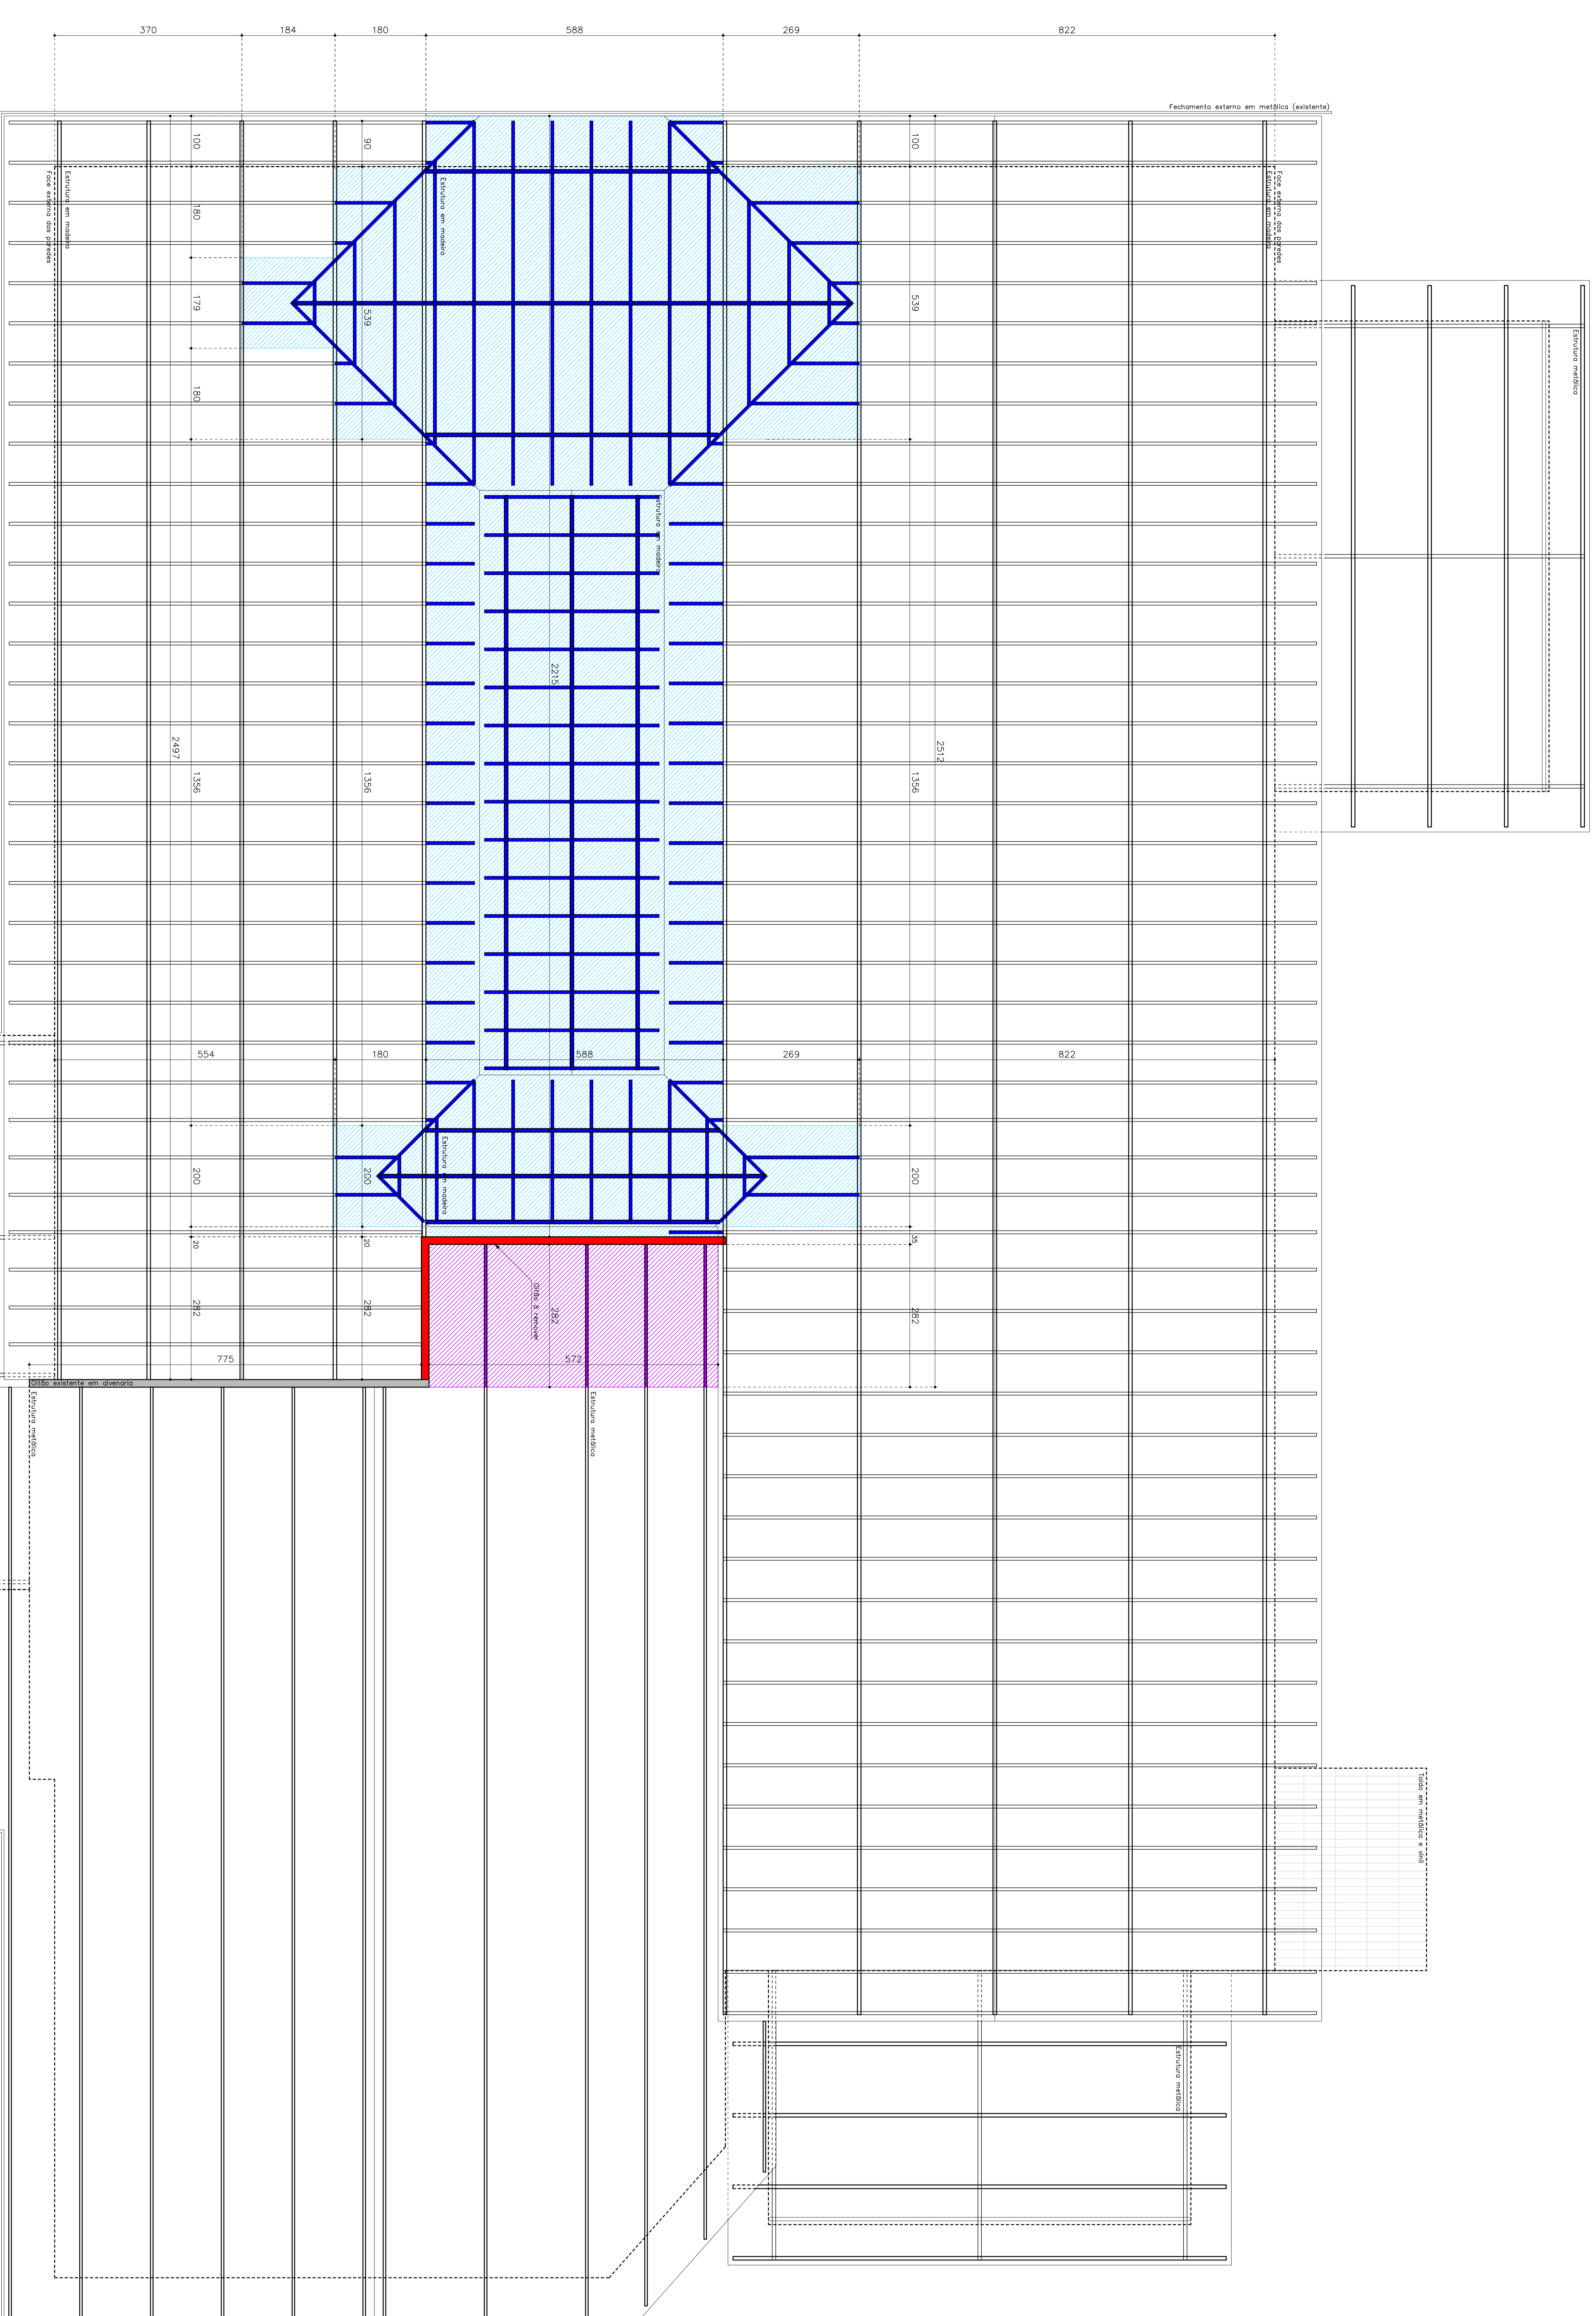 370
184
180
588
269
822
Fechamento externo em metálica (existente)
100
90
100
Face externa das paredes
Estrutura em madeira
Estrutura em madeira
Face externa das paredes
Estrutura em madeira
180
179
539
539
180
Estrutura metálica
Estrutura em madeira
2215
2497
2512
1356
1356
1356
554
180
588
269
822
Estrutura em madeira
200
200
200
20
20
35
282
282
Oitão à remover
282
282
775
572
Oitão existente em alvenaria
Estrutura metálica
Estrutura metálica
Toldo em metálica e vinil
Estrutura metálica